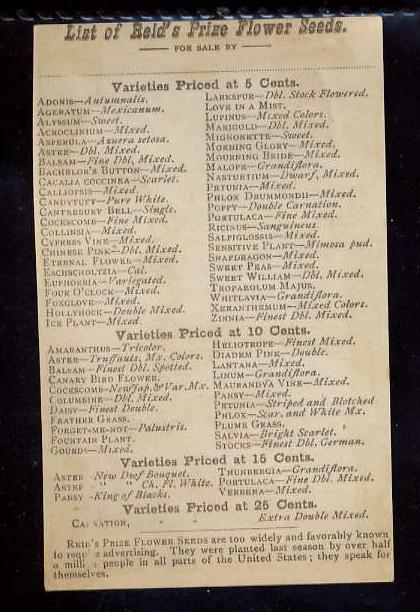 List of Reid's Prize Flower Seeds.
FOR SALE BY
Varieties Priced at 5 Cents.
ADONIS—Autumnalis.
AGERATUM—Mexicanum.
ALYSSUM—Sweet.
ACROCLINIUM—Mixed.
ASPERULA—Azuera setosa.
ASTER—Dbl. Mixed.
BALSAM—Fine Dbl. Mixed.
BACHELOR'S BUTTON—Mixed.
CACALIA COCCINEA—Scarlet.
CALLIOPSIS—Mixed.
CANDYTUFT—Pure White.
CANTERBURY BELL—Single.
COCKSCOMB—Fine Mixed.
COLLINSIA—Mixed.
CYPRESS VINE—Mixed.
CHINESE PINK—Dbl. Mixed.
ETERNAL FLOWER—Mixed.
ESCHSCHOLTZIA—Cal.
EUPHORBIA—Variegated.
FOUR O'CLOCK—Mixed.
FOXGLOVE—Mixed.
HOLLYHOCK—Double Mixed.
ICE PLANT—Mixed.
LARKSPUR—Dbl. Stock Flowered.
LOVE IN A MIST.
LUPINUS—Mixed Colors.
MARIGOLD—Dbl. Mixed.
MIGNONETTE—Sweet.
MORNING GLORY—Mixed.
MOURNING BRIDE—Mixed.
MALOPE—Grandiflora.
NASTURTIUM—Dwarf, Mixed.
PETUNIA—Mixed.
PHLOX DRUMMONDII—Mixed.
POPPY—Double Carnation.
PORTULACA—Fine Mixed.
RICINUS—Sanguineus.
SALPIGLOSSIS—Mixed.
SENSITIVE PLANT—Mimosa pud.
SNAPDRAGON—Mixed.
SWEET PEAS—Mixed.
SWEET WILLIAM—Dbl. Mixed.
TROPAROLUM MAJUS.
WHITLAVIA—Grandiflora.
XERANTHEMUM—Mixed Colors.
ZINNIA—Finest Dbl. Mixed.
Varieties Priced at 10 Cents.
AMARANTHUS—Tricolor.
ASTER—Truffauts, Mx. Colors.
BALSAM—Finest Dbl. Spotted.
CANARY BIRD FLOWER.
COCKSCOMB—New Jap. & Var. Mx.
COLUMBINE—Dbl. Mixed.
DAISY—Finest Double.
FEATHER GRASS.
FORGET-ME-NOT—Palustris.
FOUNTAIN PLANT.
GOURDS—Mixed.
HELIOTROPE—Finest Mixed.
DIADEM PINK—Double.
LANTANA—Mixed.
LINUM—Grandiflora.
MAURANDYA VINE—Mixed.
PANSY—Mixed.
PETUNIA—Striped and Blotched
PHLOX—Scar. and White Mx.
PLUME GRASS.
SALVIA—Bright Scarlet.
STOCKS—Finest Dbl. German.
Varieties Priced at 15 Cents.
ASTER—New Dwf Bouquet.
ASTER " " Ch. Fl. White.
PANSY—King of Blacks.
THUNBERGIA—Grandiflora.
PORTULACA—Fine Dbl. Mixed.
VERBENA—Mixed.
Varieties Priced at 25 Cents.
CARNATION, - - Extra Double Mixed.
REID'S PRIZE FLOWER SEEDS are too widely and favorably known
to require advertising. They were planted last season by over half
a million people in all parts of the United States; they speak for
themselves.